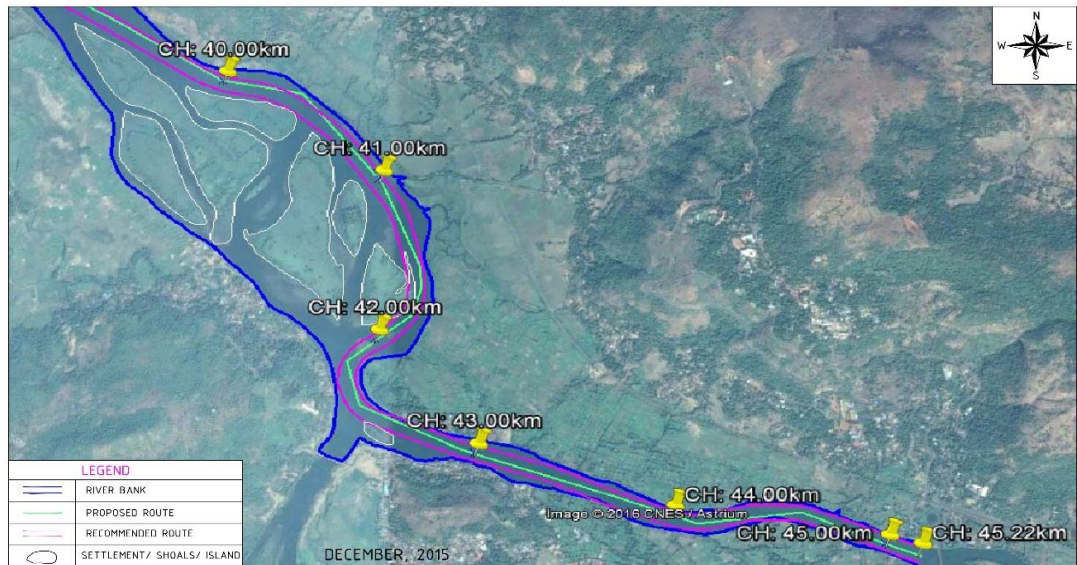 N
W E
S
CH: 40.00km
CH: 41.00km
CH: 42.00km
CH: 43.00km
CH: 44.00km
Image © 2016 CNES / Astrium
CH: 45.00km
CH: 45.22km
LEGEND
RIVER BANK
PROPOSED ROUTE
RECOMMENDED ROUTE
SETTLEMENT/ SHOALS/ ISLAND
DECEMBER, 2015